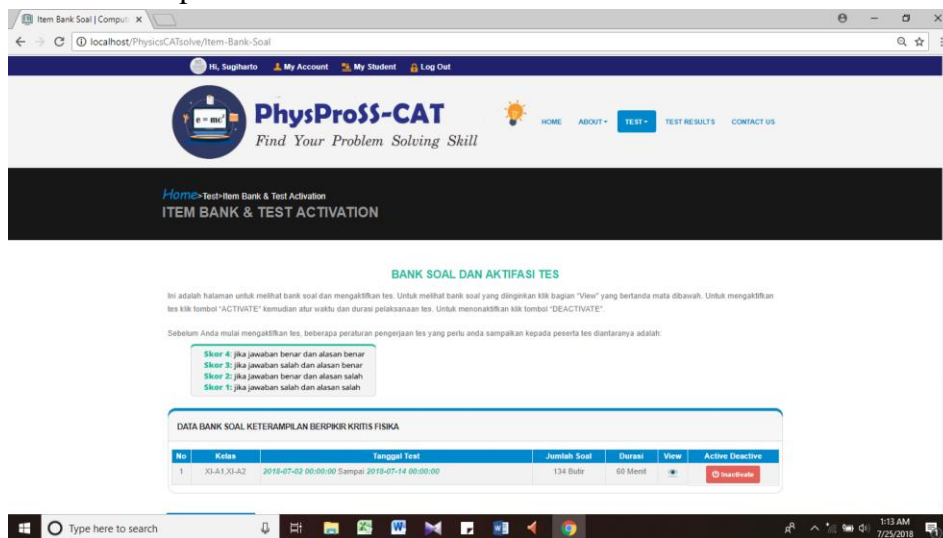 Item Bank Soal | Comput
localhost/PhysicsCATsolve/Item-Bank-Soal
Hi, Sugiharto My Account My Student Log Out
e = mc²
PhysProSS-CAT
Find Your Problem Solving Skill
HOME ABOUT TEST TEST RESULTS CONTACT US
Home>Test>Item Bank & Test Activation
ITEM BANK & TEST ACTIVATION
BANK SOAL DAN AKTIFASI TES
Ini adalah halaman untuk melihat bank soal dan mengaktifkan tes. Untuk melihat bank soal yang diinginkan klik bagian "View" yang bertanda mata dibawah. Untuk mengaktifkan
tes klik tombol "ACTIVATE" kemudian atur waktu dan durasi pelaksanaan tes. Untuk menonaktifkan klik tombol "DEACTIVATE".
Sebelum Anda mulai mengaktifkan tes, beberapa peraturan pengerjaan tes yang perlu anda sampaikan kepada peserta tes diantaranya adalah:
Skor 4: jika jawaban benar dan alasan benar
Skor 3: jika jawaban salah dan alasan benar
Skor 2: jika Jawaban benar dan alasan salah
Skor 1: jika jawaban salah dan alasan salah
DATA BANK SOAL KETERAMPILAN BERPIKIR KRITIS FISIKA
No Kelas Tanggal Test Jumlah Soal Durasi View Active Deactive
1 XI-A1,XI-A2 2018-07-02 00:00:00 Sampai 2018-07-14 00:00:00 134 Butir 60 Menit Inactivate
Type here to search
1:13 AM
7/25/2018